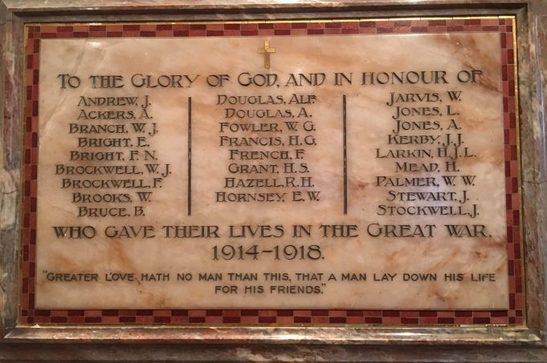 TO THE GLORY OF GOD, AND IN HONOUR OF
ANDREW, J.
ACKERS, A.
BRANCH, W. J.
BRIGHT, E.
BRIGHT, F. N.
BROCKWELL, W. J.
BROCKWELL, F.
BROOKS, W.
BRUCE, B.
DOUGLAS, ALF.
DOUGLAS, A.
FOWLER, W. G.
FRANCIS, H. G.
FRENCH, F.
GRANT, H. S.
HAZELL, R. H.
HORNSEY, E. W.
JARVIS, W.
JONES, L.
JONES, A.
KERBY, J. J.
LARKIN, H. J. L.
MEAD, H.
PALMER, W. W.
STEWART, J.
STOCKWELL, J.
WHO GAVE THEIR LIVES IN THE GREAT WAR,
1914–1918.
"GREATER LOVE HATH NO MAN THAN THIS, THAT A MAN LAY DOWN HIS LIFE
FOR HIS FRIENDS."